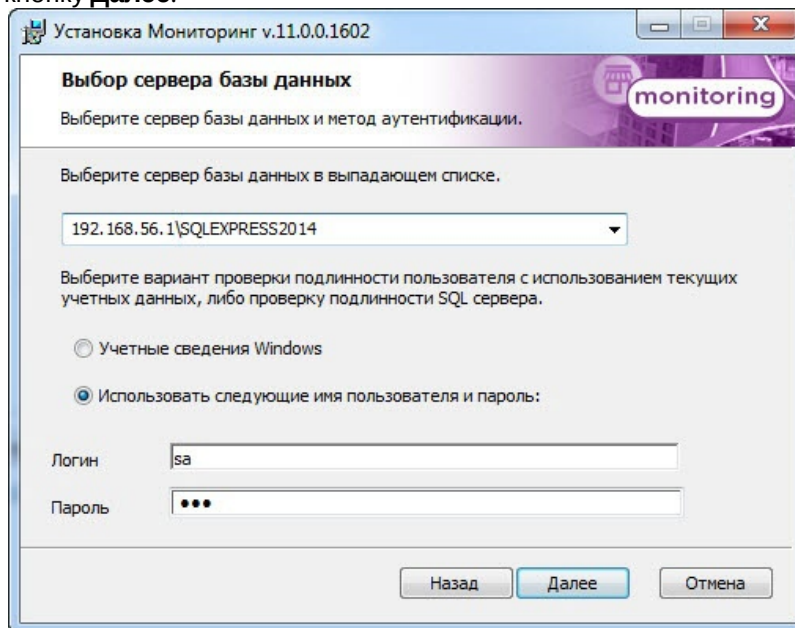 кнопку Далее.
Установка Мониторинг v.11.0.0.1602
Выбор сервера базы данных
Выберите сервер базы данных и метод аутентификации.
monitoring
Выберите сервер базы данных в выпадающем списке.
192.168.56.1\SQLEXPRESS2014
Выберите вариант проверки подлинности пользователя с использованием текущих
учетных данных, либо проверку подлинности SQL сервера.
Учетные сведения Windows
Использовать следующие имя пользователя и пароль:
Логин sa
Пароль •••
Назад Далее Отмена